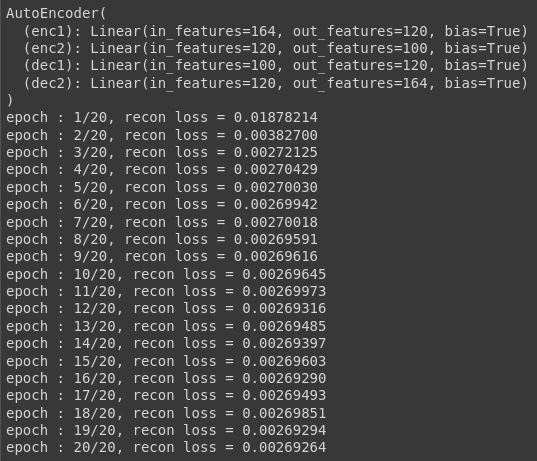 AutoEncoder(
  (enc1): Linear(in_features=164, out_features=120, bias=True)
  (enc2): Linear(in_features=120, out_features=100, bias=True)
  (dec1): Linear(in_features=100, out_features=120, bias=True)
  (dec2): Linear(in_features=120, out_features=164, bias=True)
)
epoch : 1/20, recon loss = 0.01878214
epoch : 2/20, recon loss = 0.00382700
epoch : 3/20, recon loss = 0.00272125
epoch : 4/20, recon loss = 0.00270429
epoch : 5/20, recon loss = 0.00270030
epoch : 6/20, recon loss = 0.00269942
epoch : 7/20, recon loss = 0.00270018
epoch : 8/20, recon loss = 0.00269591
epoch : 9/20, recon loss = 0.00269616
epoch : 10/20, recon loss = 0.00269645
epoch : 11/20, recon loss = 0.00269973
epoch : 12/20, recon loss = 0.00269316
epoch : 13/20, recon loss = 0.00269485
epoch : 14/20, recon loss = 0.00269397
epoch : 15/20, recon loss = 0.00269603
epoch : 16/20, recon loss = 0.00269290
epoch : 17/20, recon loss = 0.00269493
epoch : 18/20, recon loss = 0.00269851
epoch : 19/20, recon loss = 0.00269294
epoch : 20/20, recon loss = 0.00269264